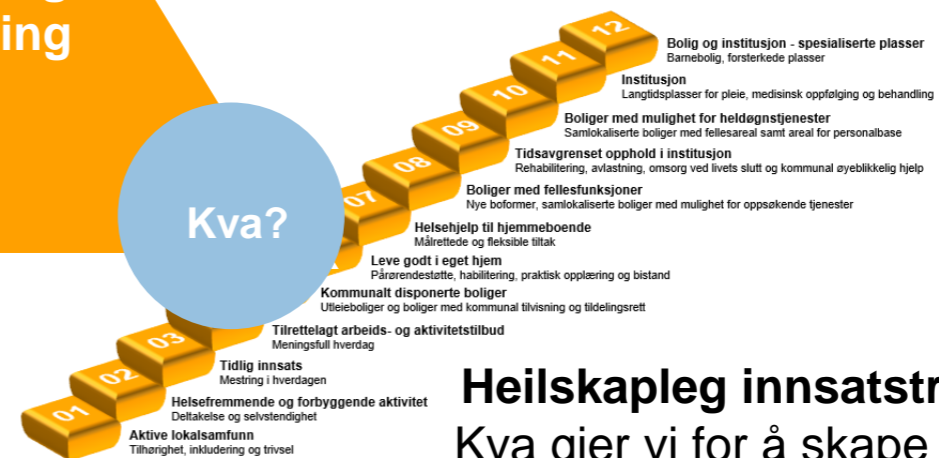 ing
Kva?
12
Bolig og institusjon - spesialiserte plasser
Barnebolig, forsterkede plasser
11
Institusjon
Langtidsplasser for pleie, medisinsk oppfølging og behandling
10
Boliger med mulighet for heldøgnstjenester
Samlokaliserte boliger med fellesareal samt areal for personalbase
09
Tidsavgrenset opphold i institusjon
Rehabilitering, avlastning, omsorg ved livets slutt og kommunal øyeblikkelig hjelp
08
Boliger med fellesfunksjoner
Nye boformer, samlokaliserte boliger med mulighet for oppsøkende tjenester
07
Helsehjelp til hjemmeboende
Målrettede og fleksible tiltak
Leve godt i eget hjem
Pårørendestøtte, habilitering, praktisk opplæring og bistand
Kommunalt disponerte boliger
Utleieboliger og boliger med kommunal tilvisning og tildelingsrett
Tilrettelagt arbeids- og aktivitetstilbud
Meningsfull hverdag
03
Tidlig innsats
Mestring i hverdagen
02
Helsefremmende og forbyggende aktivitet
Deltakelse og selvstendighet
01
Aktive lokalsamfunn
Tilhørighet, inkludering og trivsel
Heilskapleg innsatstr
Kva gjer vi for å skape